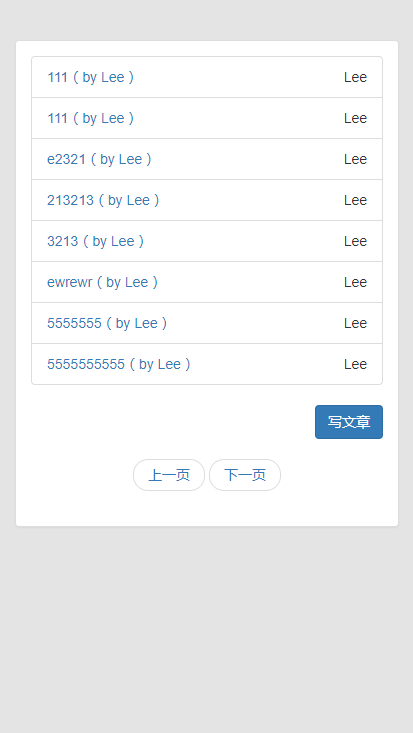 111 ( by Lee ) Lee
111 ( by Lee ) Lee
e2321 ( by Lee ) Lee
213213 ( by Lee ) Lee
3213 ( by Lee ) Lee
ewrewr ( by Lee ) Lee
5555555 ( by Lee ) Lee
5555555555 ( by Lee ) Lee
写文章
上一页 下一页